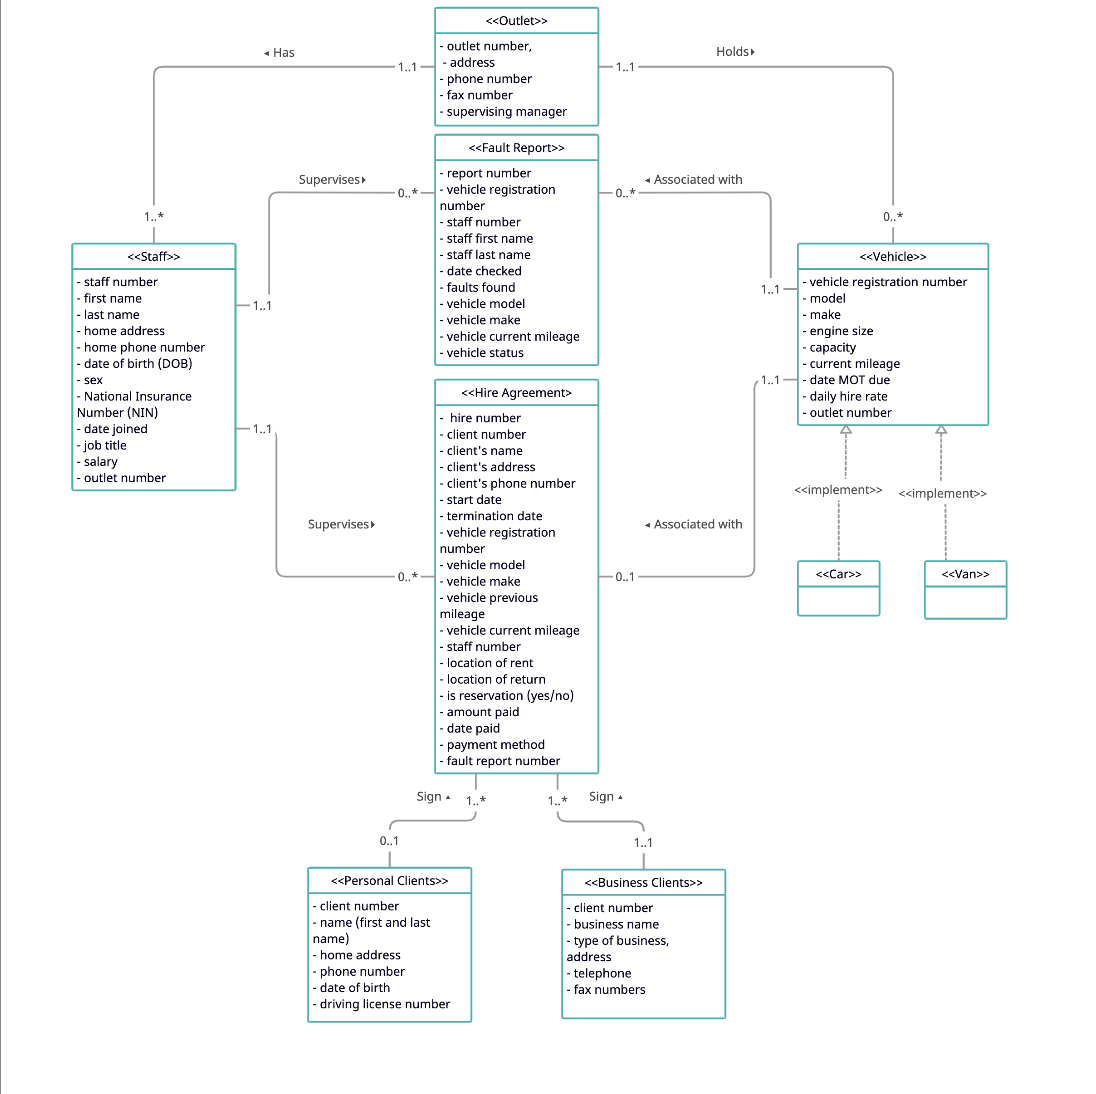 <<Outlet>>
- outlet number,
- address
- phone number
- fax number
- supervising manager
◂ Has
1..1
1..1
Holds▸
1..*
0..*
<<Fault Report>>
- report number
- vehicle registration
number
- staff number
- staff first name
- staff last name
- date checked
- faults found
- vehicle model
- vehicle make
- vehicle current mileage
- vehicle status
Supervises▸
0..*
0..*
◂ Associated with
1..1
1..1
<<Staff>>
- staff number
- first name
- last name
- home address
- home phone number
- date of birth (DOB)
- sex
- National Insurance
Number (NIN)
- date joined
- job title
- salary
- outlet number
<<Vehicle>>
- vehicle registration number
- model
- make
- engine size
- capacity
- current mileage
- date MOT due
- daily hire rate
- outlet number
1..1
1..1
<<Hire Agreement>
- hire number
- client number
- client's name
- client's address
- client's phone number
- start date
- termination date
- vehicle registration
number
- vehicle model
- vehicle make
- vehicle previous
mileage
- vehicle current mileage
- staff number
- location of rent
- location of return
- is reservation (yes/no)
- amount paid
- date paid
- payment method
- fault report number
Supervises▸
◂ Associated with
0..*
0..1
<<implement>>
<<implement>>
<<Car>>
<<Van>>
Sign ▴
1..*
1..*
Sign ▴
0..1
1..1
<<Personal Clients>>
- client number
- name (first and last
name)
- home address
- phone number
- date of birth
- driving license number
<<Business Clients>>
- client number
- business name
- type of business,
address
- telephone
- fax numbers